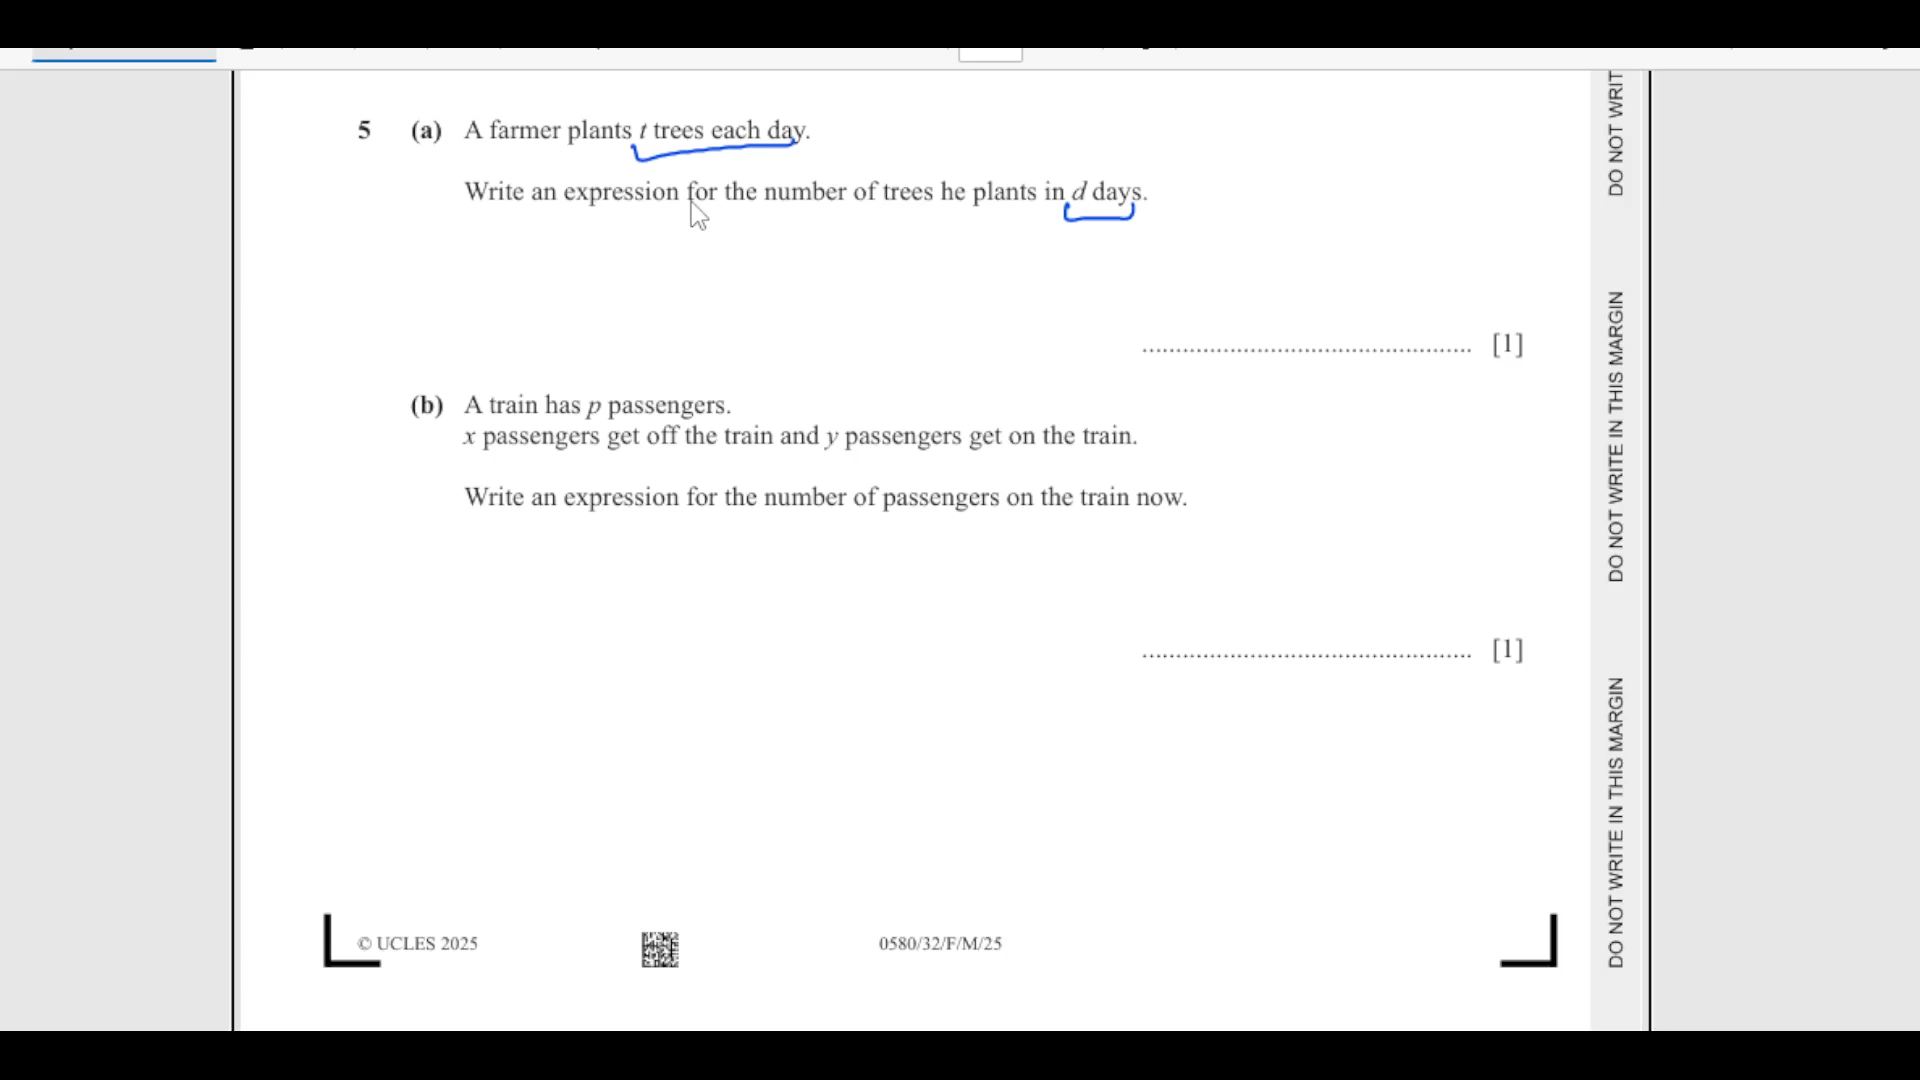 5 (a) A farmer plants t trees each day.
Write an expression for the number of trees he plants in d days.
................................................. [1]
(b) A train has p passengers.
x passengers get off the train and y passengers get on the train.
Write an expression for the number of passengers on the train now.
................................................. [1]
© UCLES 2025
0580/32/F/M/25
DO NOT WRIT
DO NOT WRITE IN THIS MARGIN
DO NOT WRITE IN THIS MARGIN